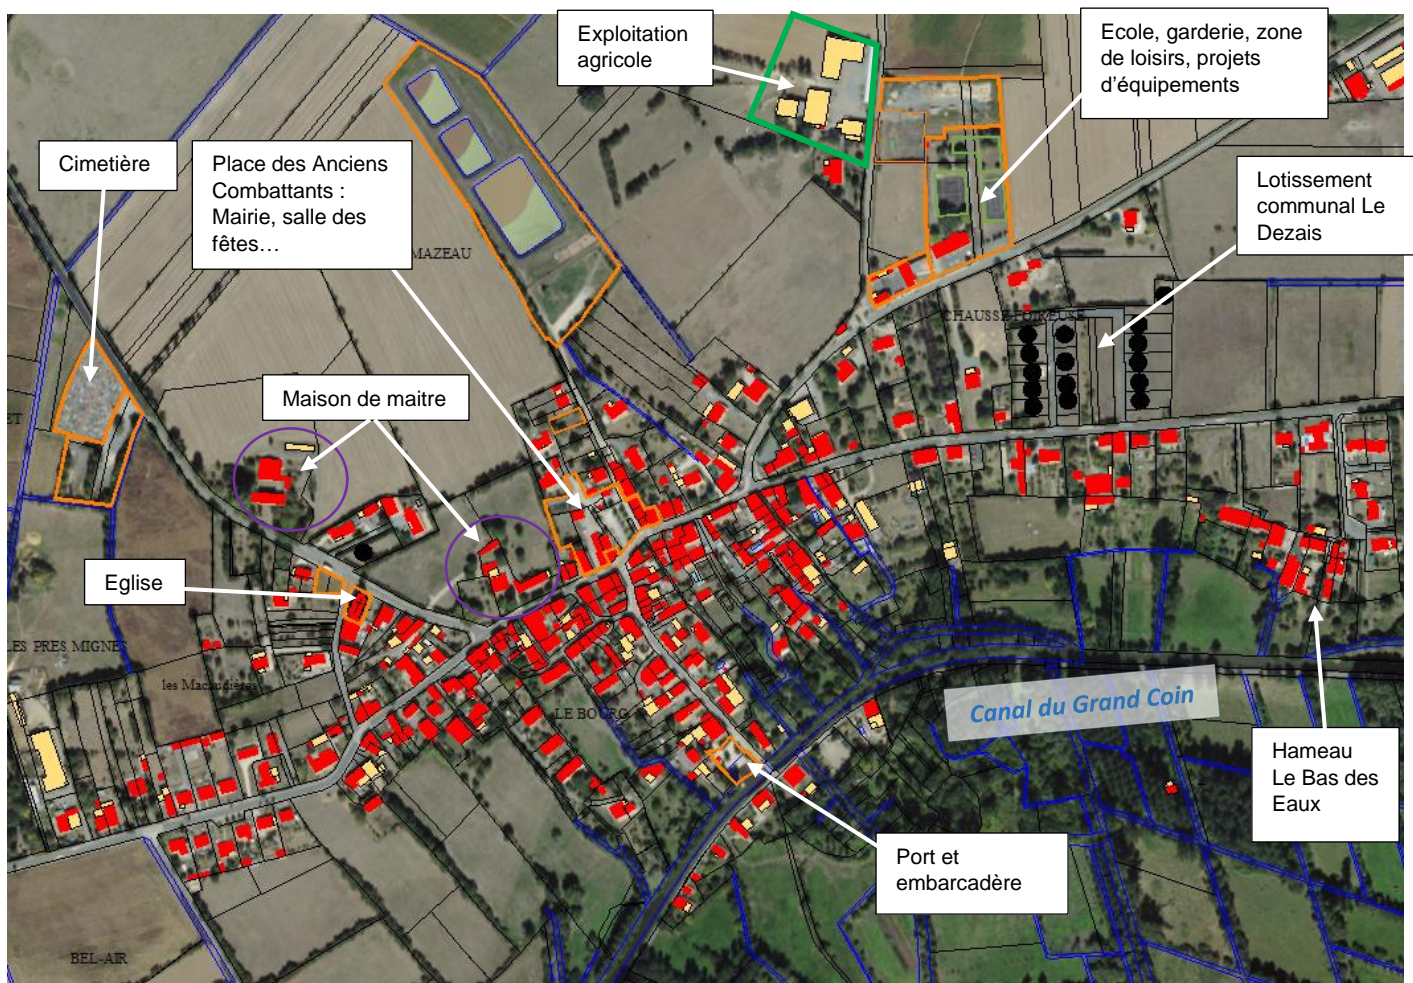 Exploitation
agricole
Ecole, garderie, zone
de loisirs, projets
d'équipements
Cimetière
Place des Anciens
Combattants :
Mairie, salle des
fêtes…
Lotissement
communal Le
Dezais
MAZEAU
CHAUSSE FOIREUSE
Maison de maitre
Eglise
LES PRES MIGNES
les Macaudières
LE BOURG
Canal du Grand Coin
Hameau
Le Bas des
Eaux
Port et
embarcadère
BEL-AIR